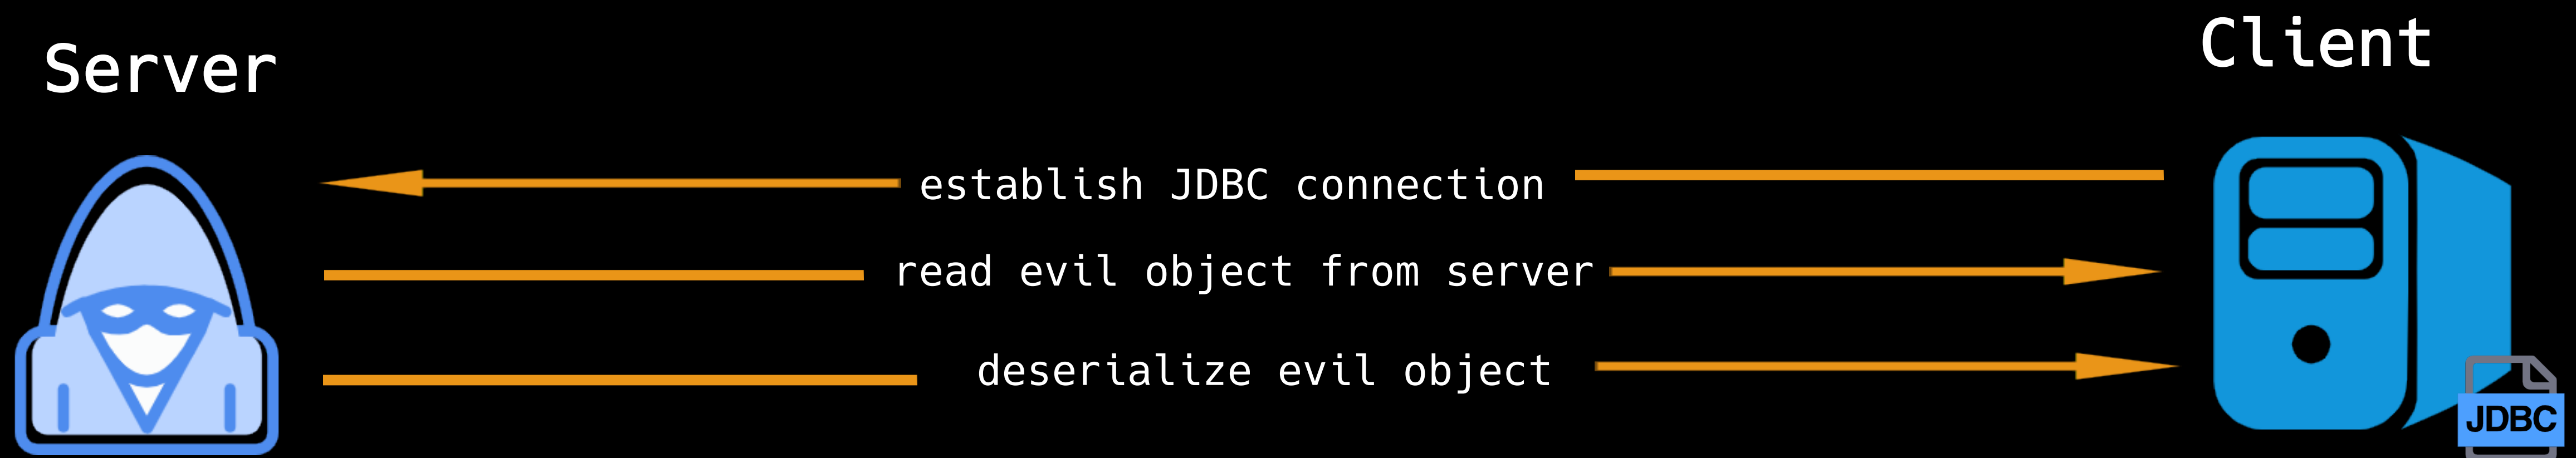 Server
Client
establish JDBC connection
read evil object from server
deserialize evil object
JDBC